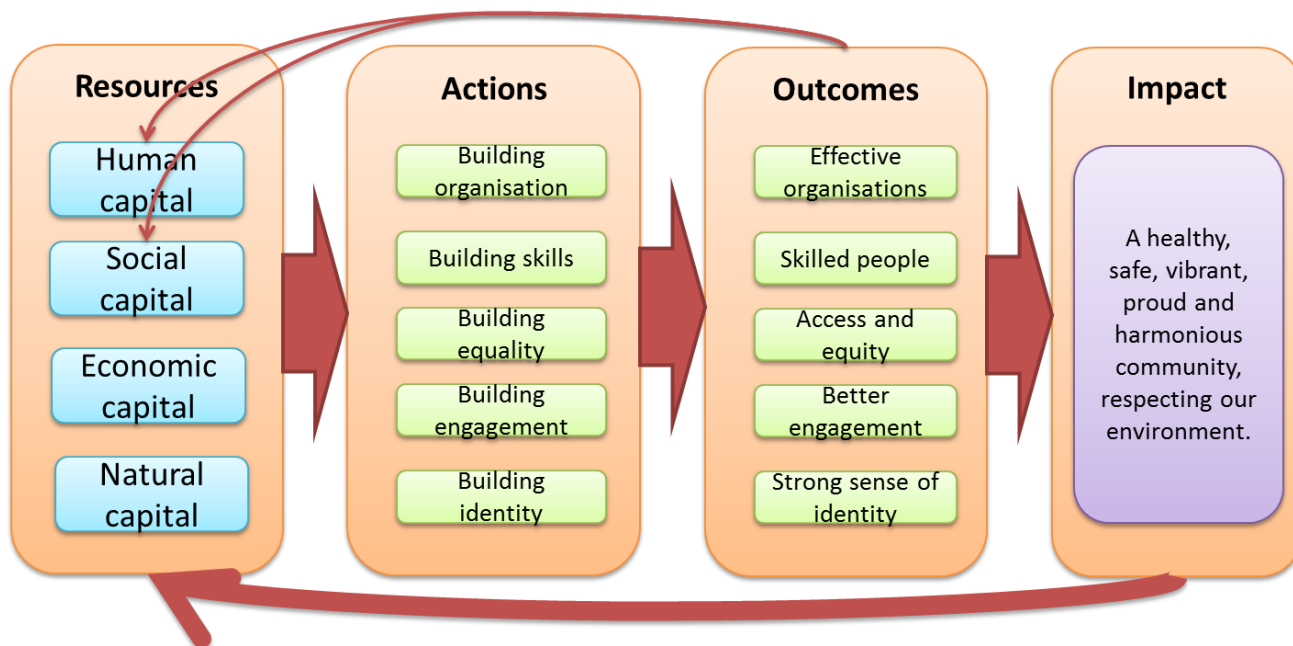 Resources
Human
capital
Social
capital
Economic
capital
Natural
capital
Actions
Building
organisation
Building skills
Building
equality
Building
engagement
Building
identity
Outcomes
Effective
organisations
Skilled people
Access and
equity
Better
engagement
Strong sense of
identity
Impact
A healthy,
safe, vibrant,
proud and
harmonious
community,
respecting our
environment.